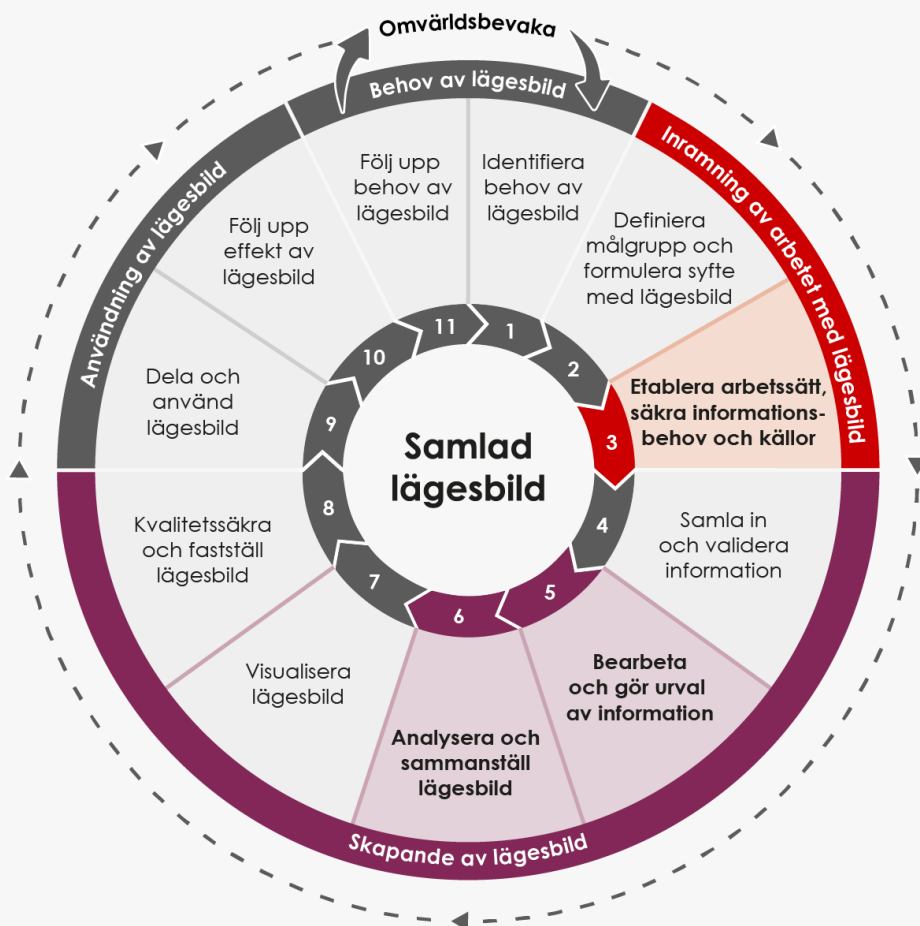 Omvärldsbevaka
Behov av lägesbild
Inramning av arbetet med lägesbild
Skapande av lägesbild
Användning av lägesbild
Samlad
lägesbild
1
Identifiera
behov av
lägesbild
2
Definiera
målgrupp och
formulera syfte
med lägesbild
3
Etablera arbetssätt,
säkra informations-
behov och källor
4
Samla in
och validera
information
5
Bearbeta
och gör urval
av information
6
Analysera och
sammanställ
lägesbild
7
Visualisera
lägesbild
8
Kvalitetssäkra
och fastställ
lägesbild
9
Dela och
använd
lägesbild
10
Följ upp
effekt av
lägesbild
11
Följ upp
behov av
lägesbild